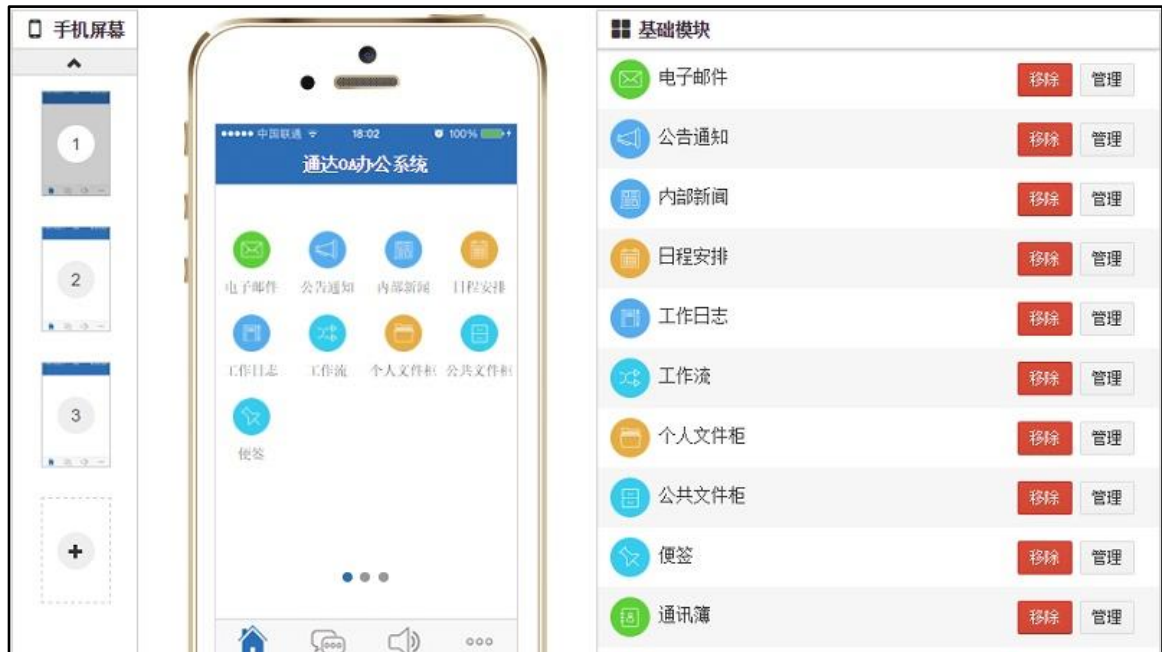 手机屏幕
1
2
3
中国联通
18:02
100%
通达OA办公系统
电子邮件
公告通知
内部新闻
日程安排
工作日志
工作流
个人文件柜
公共文件柜
便签
基础模块
电子邮件 移除 管理
公告通知 移除 管理
内部新闻 移除 管理
日程安排 移除 管理
工作日志 移除 管理
工作流 移除 管理
个人文件柜 移除 管理
公共文件柜 移除 管理
便签 移除 管理
通讯簿 移除 管理